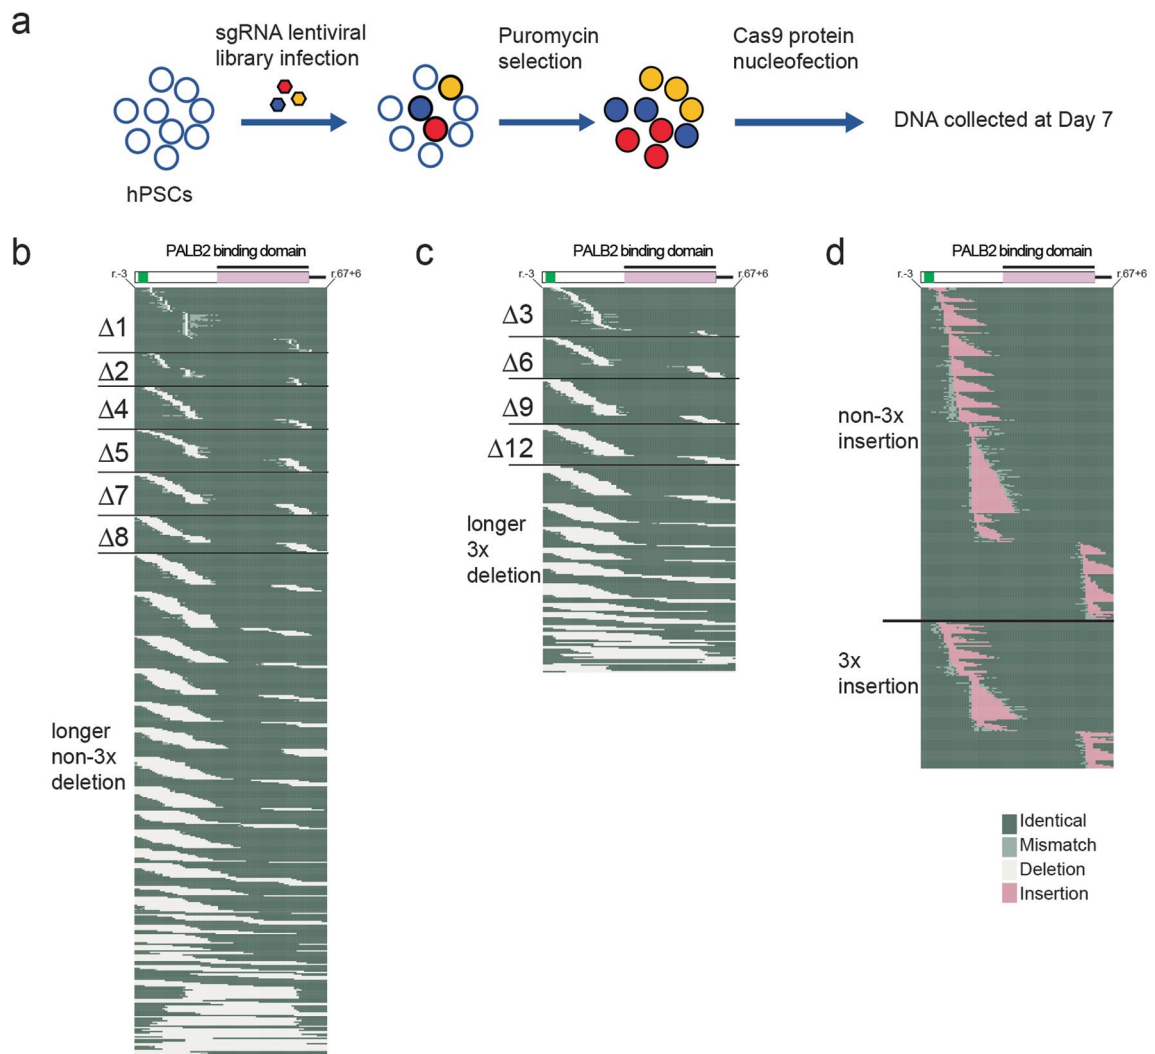 a
sgRNA lentiviral
library infection
Puromycin
selection
Cas9 protein
nucleofection
DNA collected at Day 7
hPSCs
b
PALB2 binding domain
r.-3
r.67+6
Δ1
Δ2
Δ4
Δ5
Δ7
Δ8
longer
non-3x
deletion
c
PALB2 binding domain
r.-3
r.67+6
Δ3
Δ6
Δ9
Δ12
longer
3x
deletion
d
PALB2 binding domain
r.-3
r.67+6
non-3x
insertion
3x
insertion
Identical
Mismatch
Deletion
Insertion